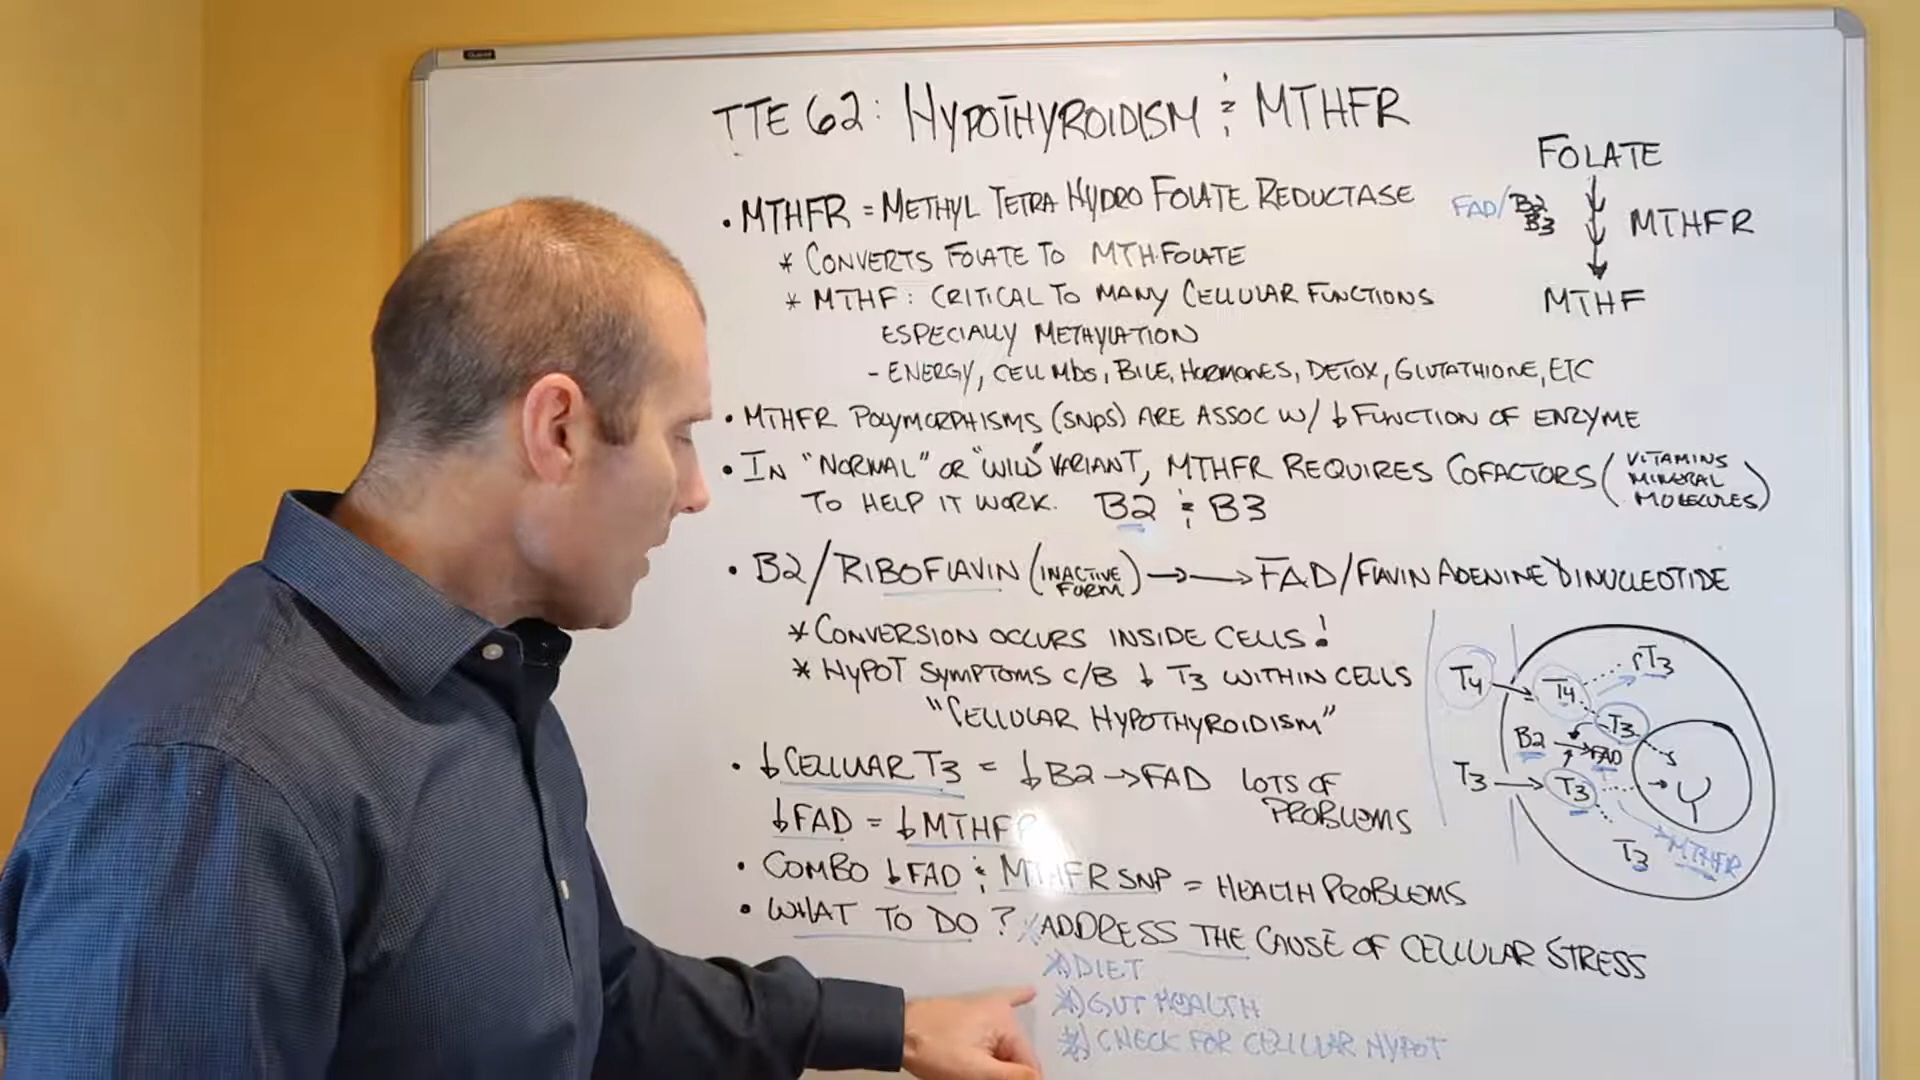 TTE 62: HYPOTHYROIDISM & MTHFR
• MTHFR = METHYL TETRA HYDRO FOLATE REDUCTASE
* CONVERTS FOLATE TO MTHFOLATE
* MTHF: CRITICAL TO MANY CELLULAR FUNCTIONS
ESPECIALLY METHYLATION
- ENERGY, CELL MbS, BILE, HORMONES, DETOX, GLUTATHIONE, ETC
FOLATE
FAD/B2
B3
MTHFR
MTHF
• MTHFR POLYMORPHISMS (SNPS) ARE ASSOC W/ ↓ FUNCTION OF ENZYME
• IN "NORMAL" OR "WILD" VARIANT, MTHFR REQUIRES COFACTORS (VITAMINS
MINERAL
MOLECULES)
TO HELP IT WORK. B2 & B3
• B2/RIBOFLAVIN (INACTIVE FORM) →→ FAD/FLAVIN ADENINE DINUCLEOTIDE
* CONVERSION OCCURS INSIDE CELLS!
* HYPOT SYMPTOMS C/B ↓ T3 WITHIN CELLS
"CELLULAR HYPOTHYROIDISM"
• ↓ CELLULAR T3 = ↓ B2 → FAD LOTS OF
PROBLEMS
↓ FAD = ↓ MTHFR
• COMBO ↓ FAD & MTHFR SNP = HEALTH PROBLEMS
• WHAT TO DO? * ADDRESS THE CAUSE OF CELLULAR STRESS
*) DIET
*) GUT HEALTH
*) CHECK FOR CELLULAR HYPOT
T4 → T4 rT3
T3
B2 → FAD
T3 → T3
T3 MTHFR